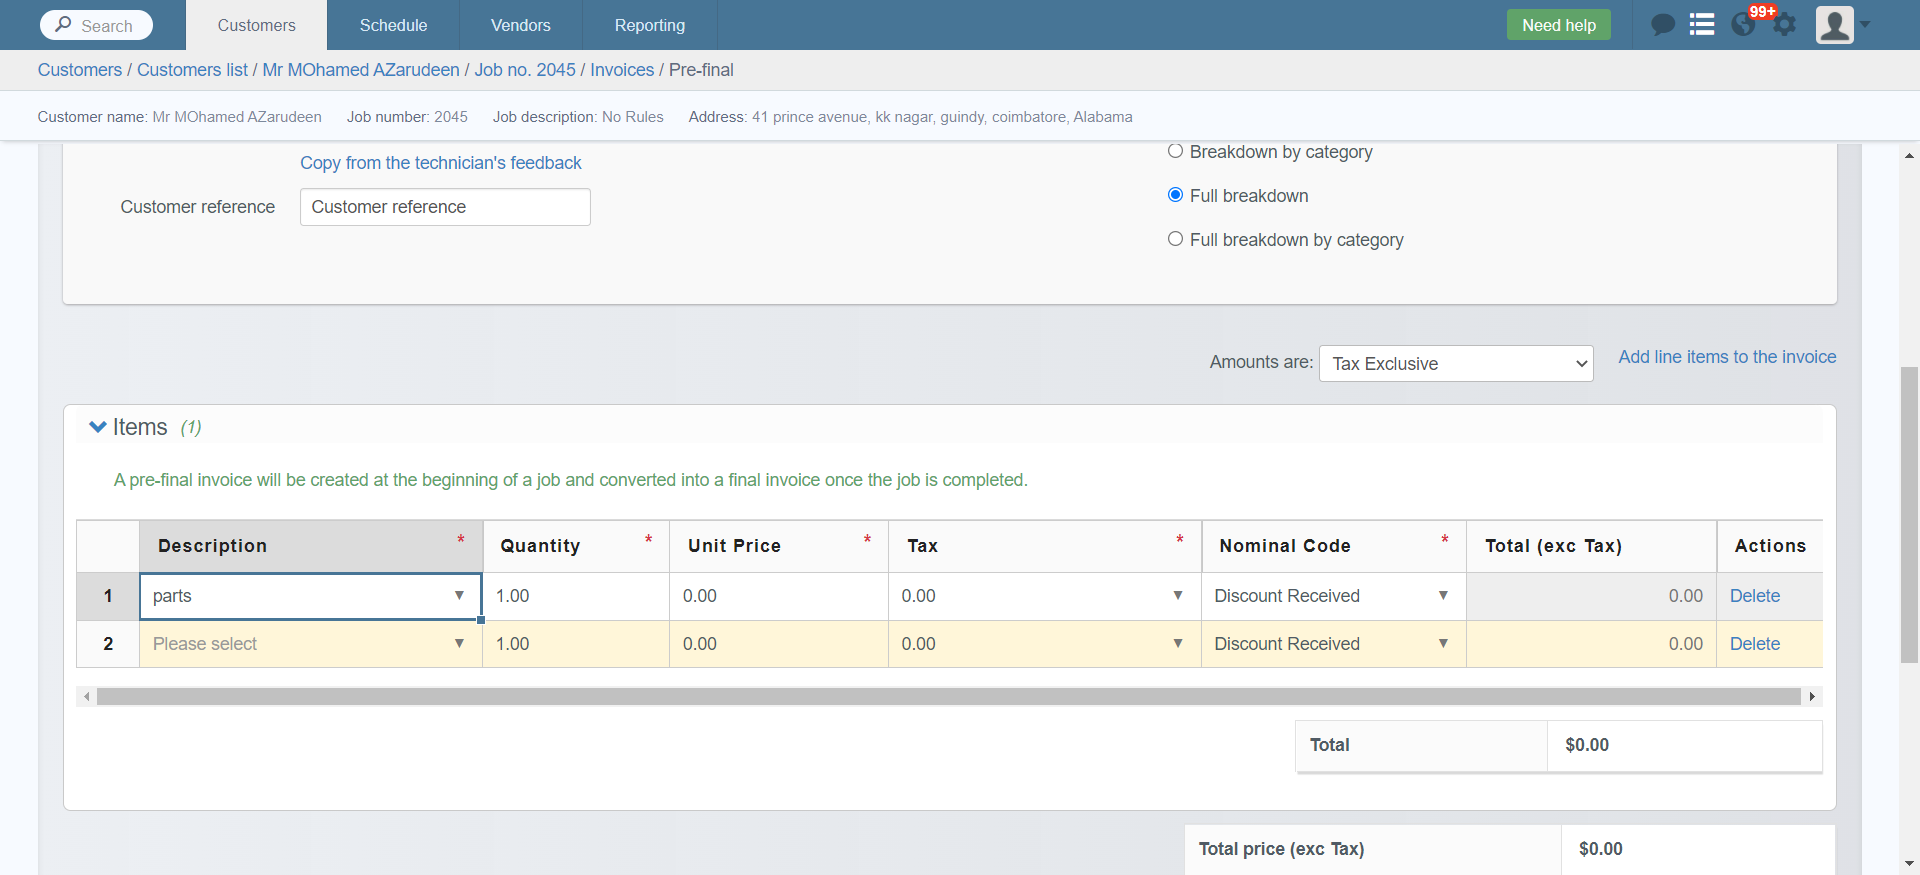 Search
Customers
Schedule
Vendors
Reporting
Need help
99+
Customers / Customers list / Mr MOhamed AZarudeen / Job no. 2045 / Invoices / Pre-final
Customer name: Mr MOhamed AZarudeen Job number: 2045 Job description: No Rules Address: 41 prince avenue, kk nagar, guindy, coimbatore, Alabama
Copy from the technician's feedback
Breakdown by category
Customer reference Customer reference
Full breakdown
Full breakdown by category
Amounts are: Tax Exclusive
Add line items to the invoice
Items (1)
A pre-final invoice will be created at the beginning of a job and converted into a final invoice once the job is completed.
Description * Quantity * Unit Price * Tax * Nominal Code * Total (exc Tax) Actions
1 parts 1.00 0.00 0.00 Discount Received 0.00 Delete
2 Please select 1.00 0.00 0.00 Discount Received 0.00 Delete
Total $0.00
Total price (exc Tax) $0.00